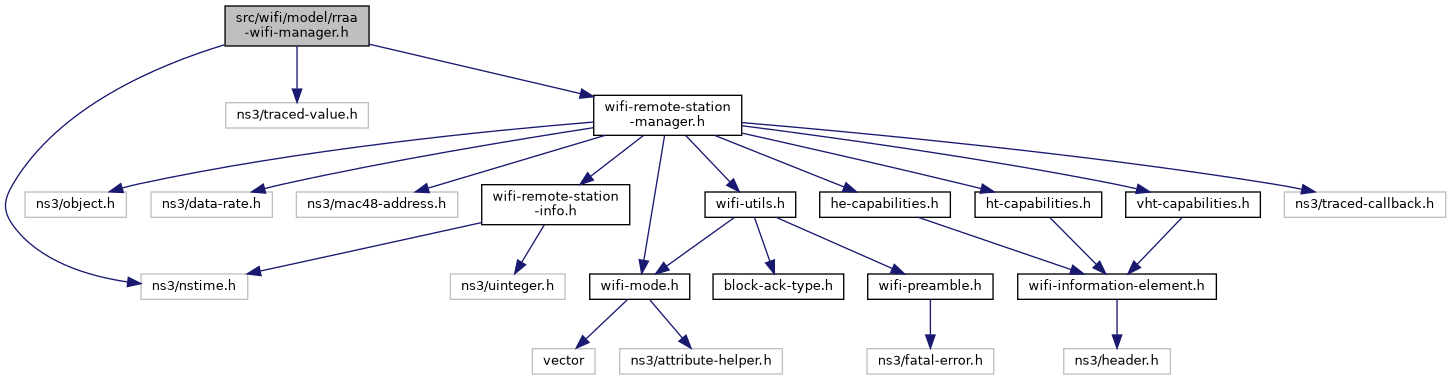 src/wifi/model/rraa
-wifi-manager.h
ns3/traced-value.h
wifi-remote-station
-manager.h
ns3/object.h
ns3/data-rate.h
ns3/mac48-address.h
wifi-remote-station
-info.h
wifi-utils.h
he-capabilities.h
ht-capabilities.h
vht-capabilities.h
ns3/traced-callback.h
ns3/nstime.h
ns3/uinteger.h
wifi-mode.h
block-ack-type.h
wifi-preamble.h
wifi-information-element.h
vector
ns3/attribute-helper.h
ns3/fatal-error.h
ns3/header.h